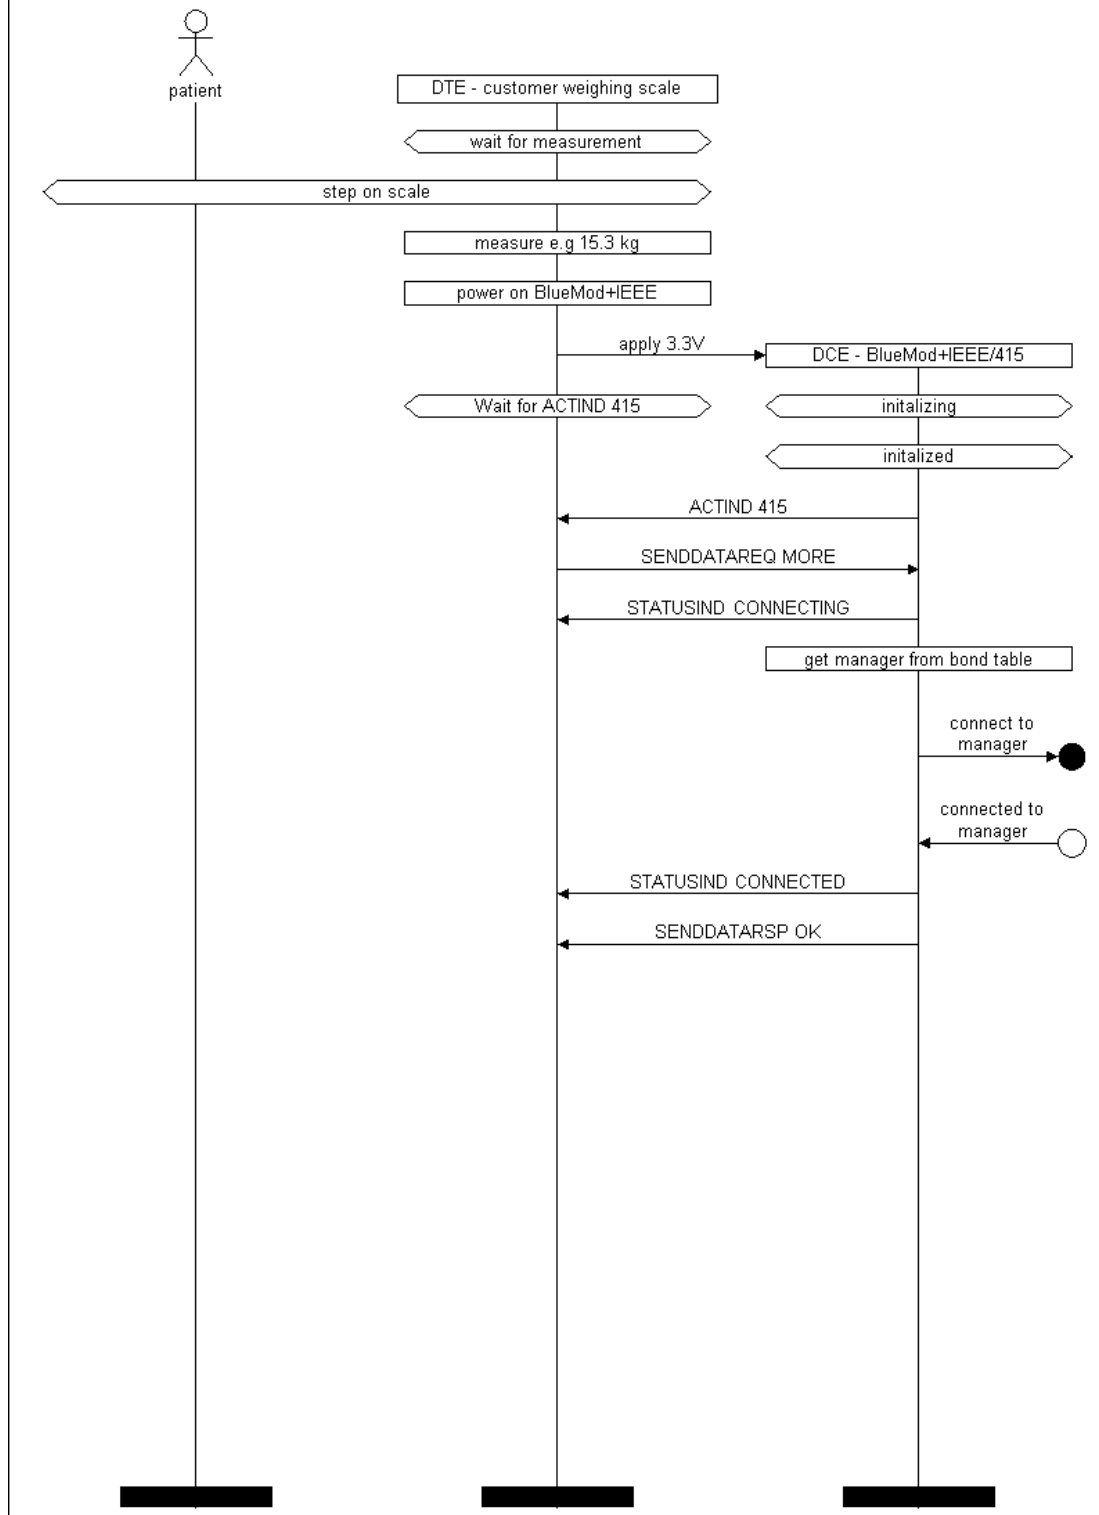 patient
DTE - customer weighing scale
wait for measurement
step on scale
measure e.g 15.3 kg
power on BlueMod+IEEE
apply 3.3V
DCE - BlueMod+IEEE/415
Wait for ACTIND 415
initalizing
initalized
ACTIND 415
SENDDATAREQ MORE
STATUSIND CONNECTING
get manager from bond table
connect to
manager
connected to
manager
STATUSIND CONNECTED
SENDDATARSP OK